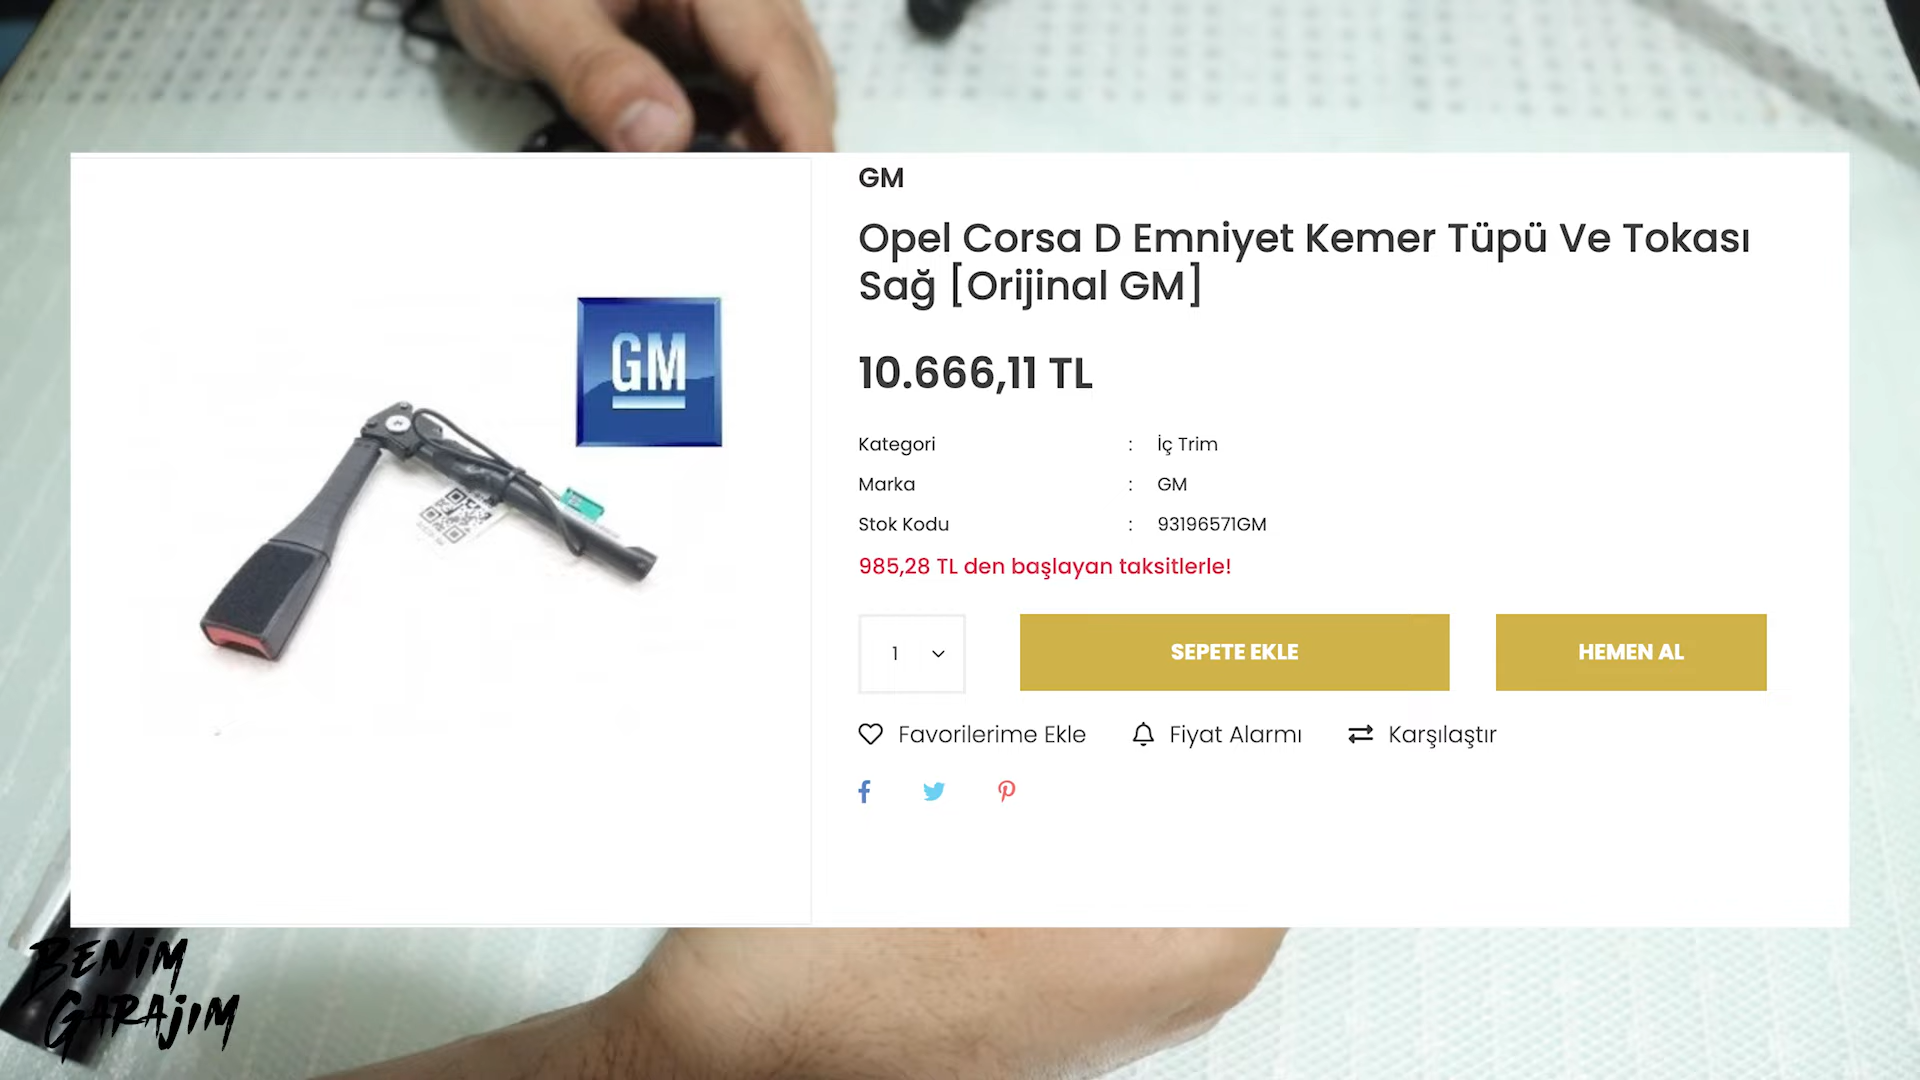 GM
Opel Corsa D Emniyet Kemer Tüpü Ve Tokası
Sağ [Orijinal GM]
GM
10.666,11 TL
Kategori : İç Trim
Marka : GM
Stok Kodu : 93196571GM
985,28 TL den başlayan taksitlerle!
1
SEPETE EKLE
HEMEN AL
Favorilerime Ekle
Fiyat Alarmı
Karşılaştır
BENİM
GARAJIM